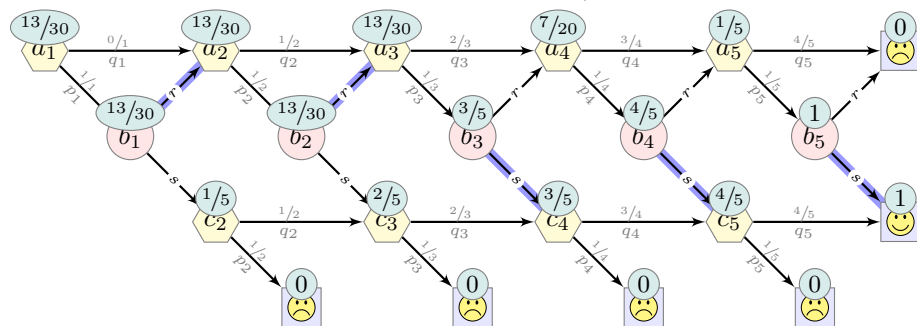 13/30 13/30 13/30 7/20 1/5 0
a₁ 0/1 q₁ a₂ 1/2 q₂ a₃ 2/3 q₃ a₄ 3/4 q₄ a₅ 4/5 q₅
1/1 p₁ r 1/2 p₂ r 1/3 p₃ r 1/4 p₄ r 1/5 p₅ r
13/30 13/30 3/5 4/5 1
b₁ b₂ b₃ b₄ b₅
s s s s s
1/5 2/5 3/5 4/5 1
c₂ 1/2 q₂ c₃ 2/3 q₃ c₄ 3/4 q₄ c₅ 4/5 q₅
1/2 p₂ 1/3 p₃ 1/4 p₄ 1/5 p₅
0 0 0 0